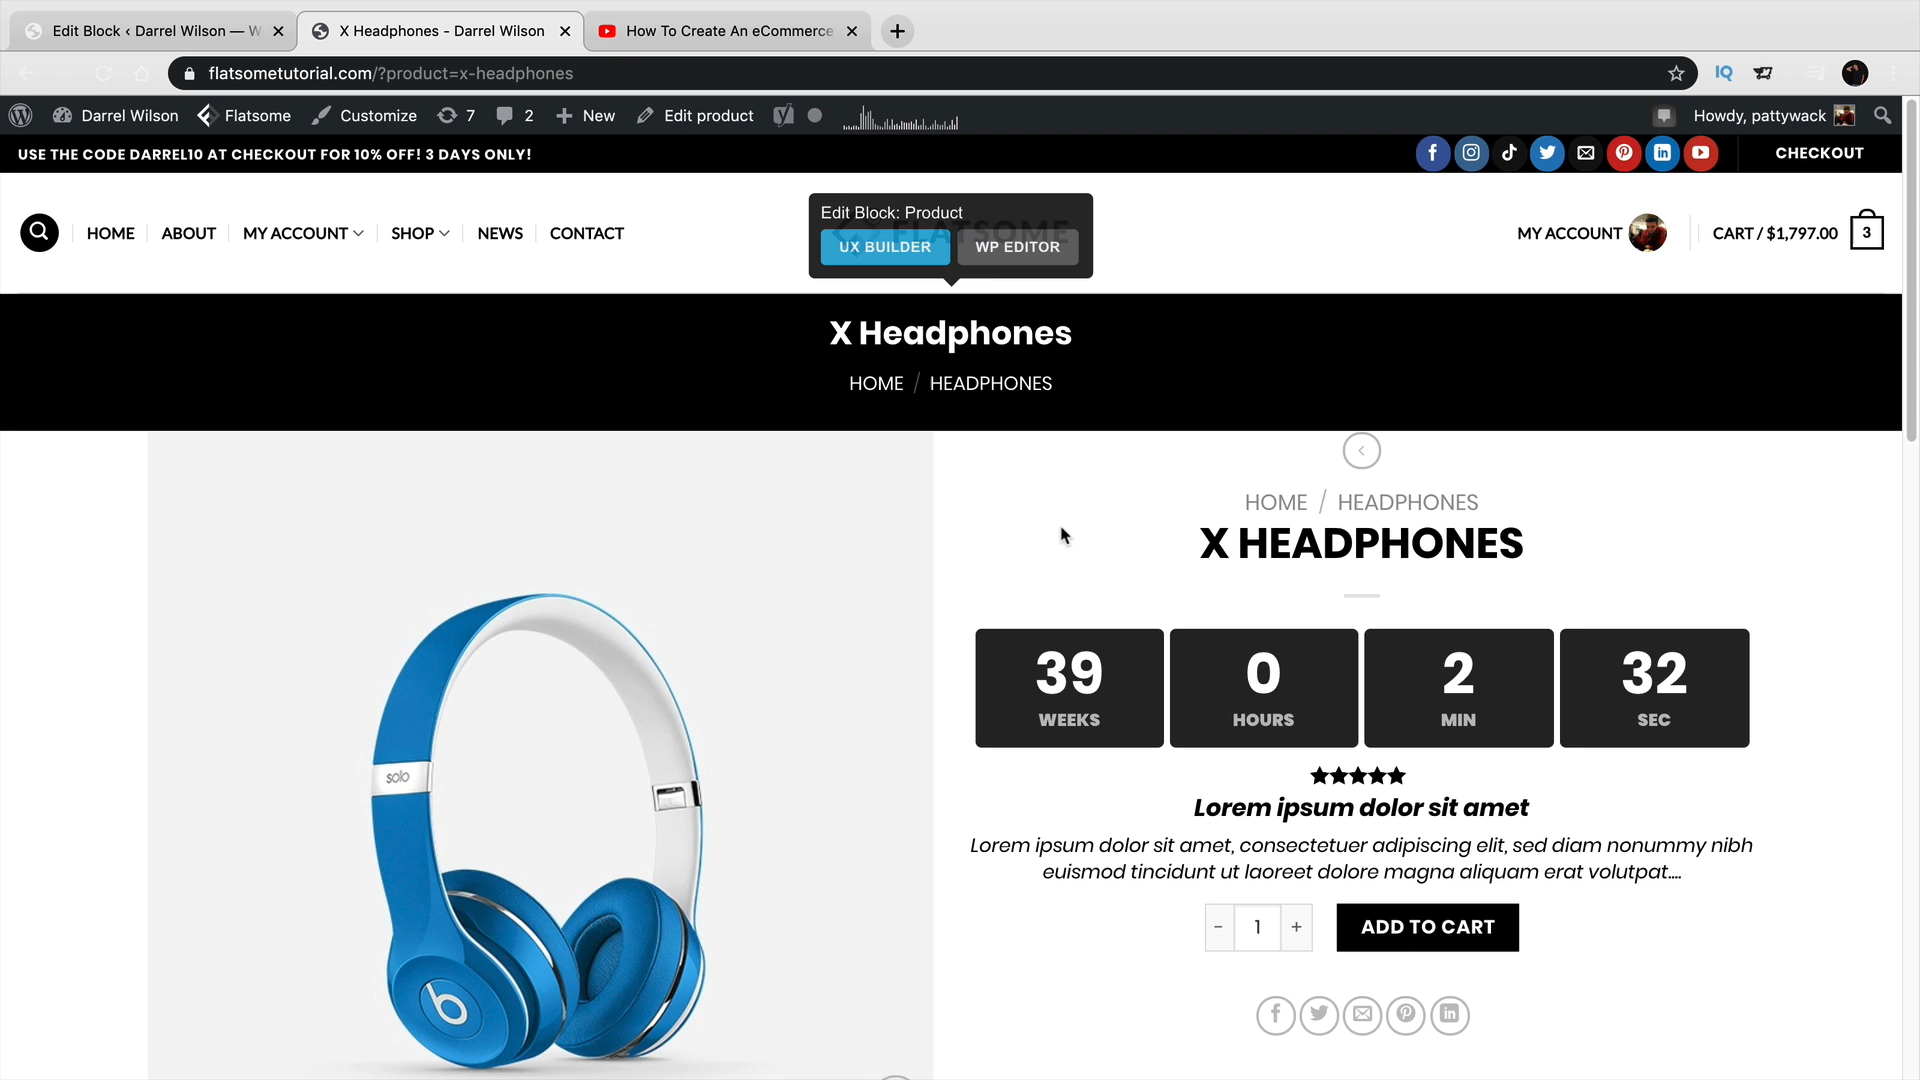 Edit Block ‹ Darrel Wilson — W
X Headphones - Darrel Wilson
How To Create An eCommerce
flatsometutorial.com/?product=x-headphones
IQ
Darrel Wilson
Flatsome
Customize
7
2
New
Edit product
Howdy, pattywack
USE THE CODE DARREL10 AT CHECKOUT FOR 10% OFF! 3 DAYS ONLY!
CHECKOUT
HOME
ABOUT
MY ACCOUNT
SHOP
NEWS
CONTACT
Edit Block: Product
FLATSOME
UX BUILDER
WP EDITOR
MY ACCOUNT
CART / $1,797.00
3
X Headphones
HOME / HEADPHONES
HOME / HEADPHONES
X HEADPHONES
39
0
2
32
WEEKS
HOURS
MIN
SEC
solo
Lorem ipsum dolor sit amet
Lorem ipsum dolor sit amet, consectetuer adipiscing elit, sed diam nonummy nibh
euismod tincidunt ut laoreet dolore magna aliquam erat volutpat....
- 1 +
ADD TO CART
b